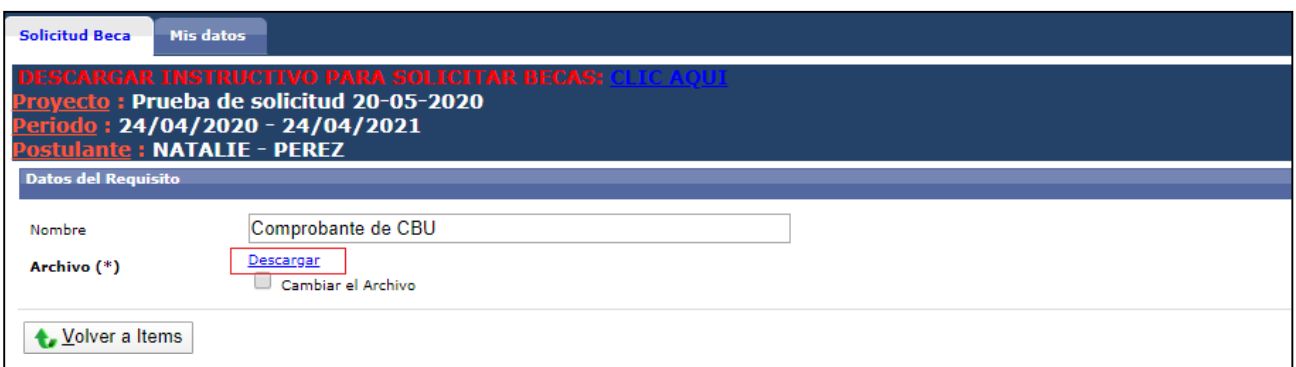 Solicitud Beca Mis datos
DESCARGAR INSTRUCTIVO PARA SOLICITAR BECAS: CLIC AQUI
Proyecto : Prueba de solicitud 20-05-2020
Periodo : 24/04/2020 - 24/04/2021
Postulante : NATALIE - PEREZ
Datos del Requisito
Nombre Comprobante de CBU
Archivo (*) Descargar
Cambiar el Archivo
Volver a Items